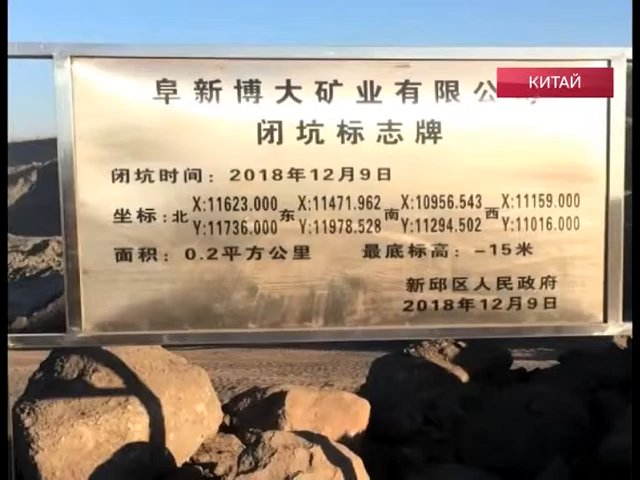 КИТАЙ
阜新博大矿业有限公
闭坑标志牌
闭坑时间：2018年12月9日
坐标：北 X:11623.000 Y:11736.000 东 X:11471.962 Y:11978.528 南 X:10956.543 Y:11294.502 西 X:11159.000 Y:11016.000
面积：0.2平方公里 最底标高：-15米
新邱区人民政府
2018年12月9日